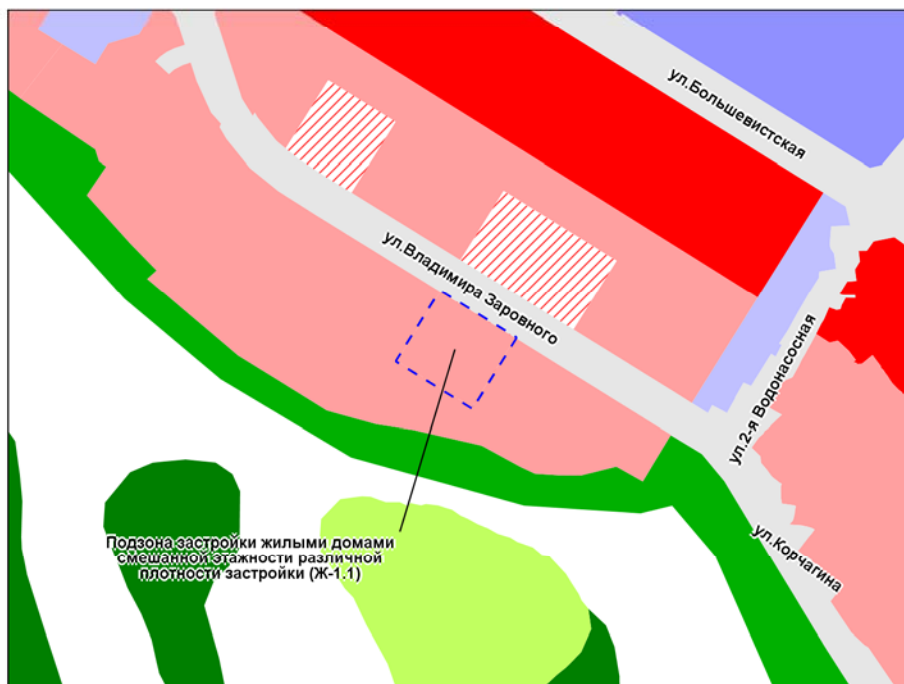 ул.Большевистская
ул.Владимира Заровного
ул.2-я Водонасосная
ул.Корчагина
Подзона застройки жилыми домами
смешанной этажности различной
плотности застройки (Ж-1.1)